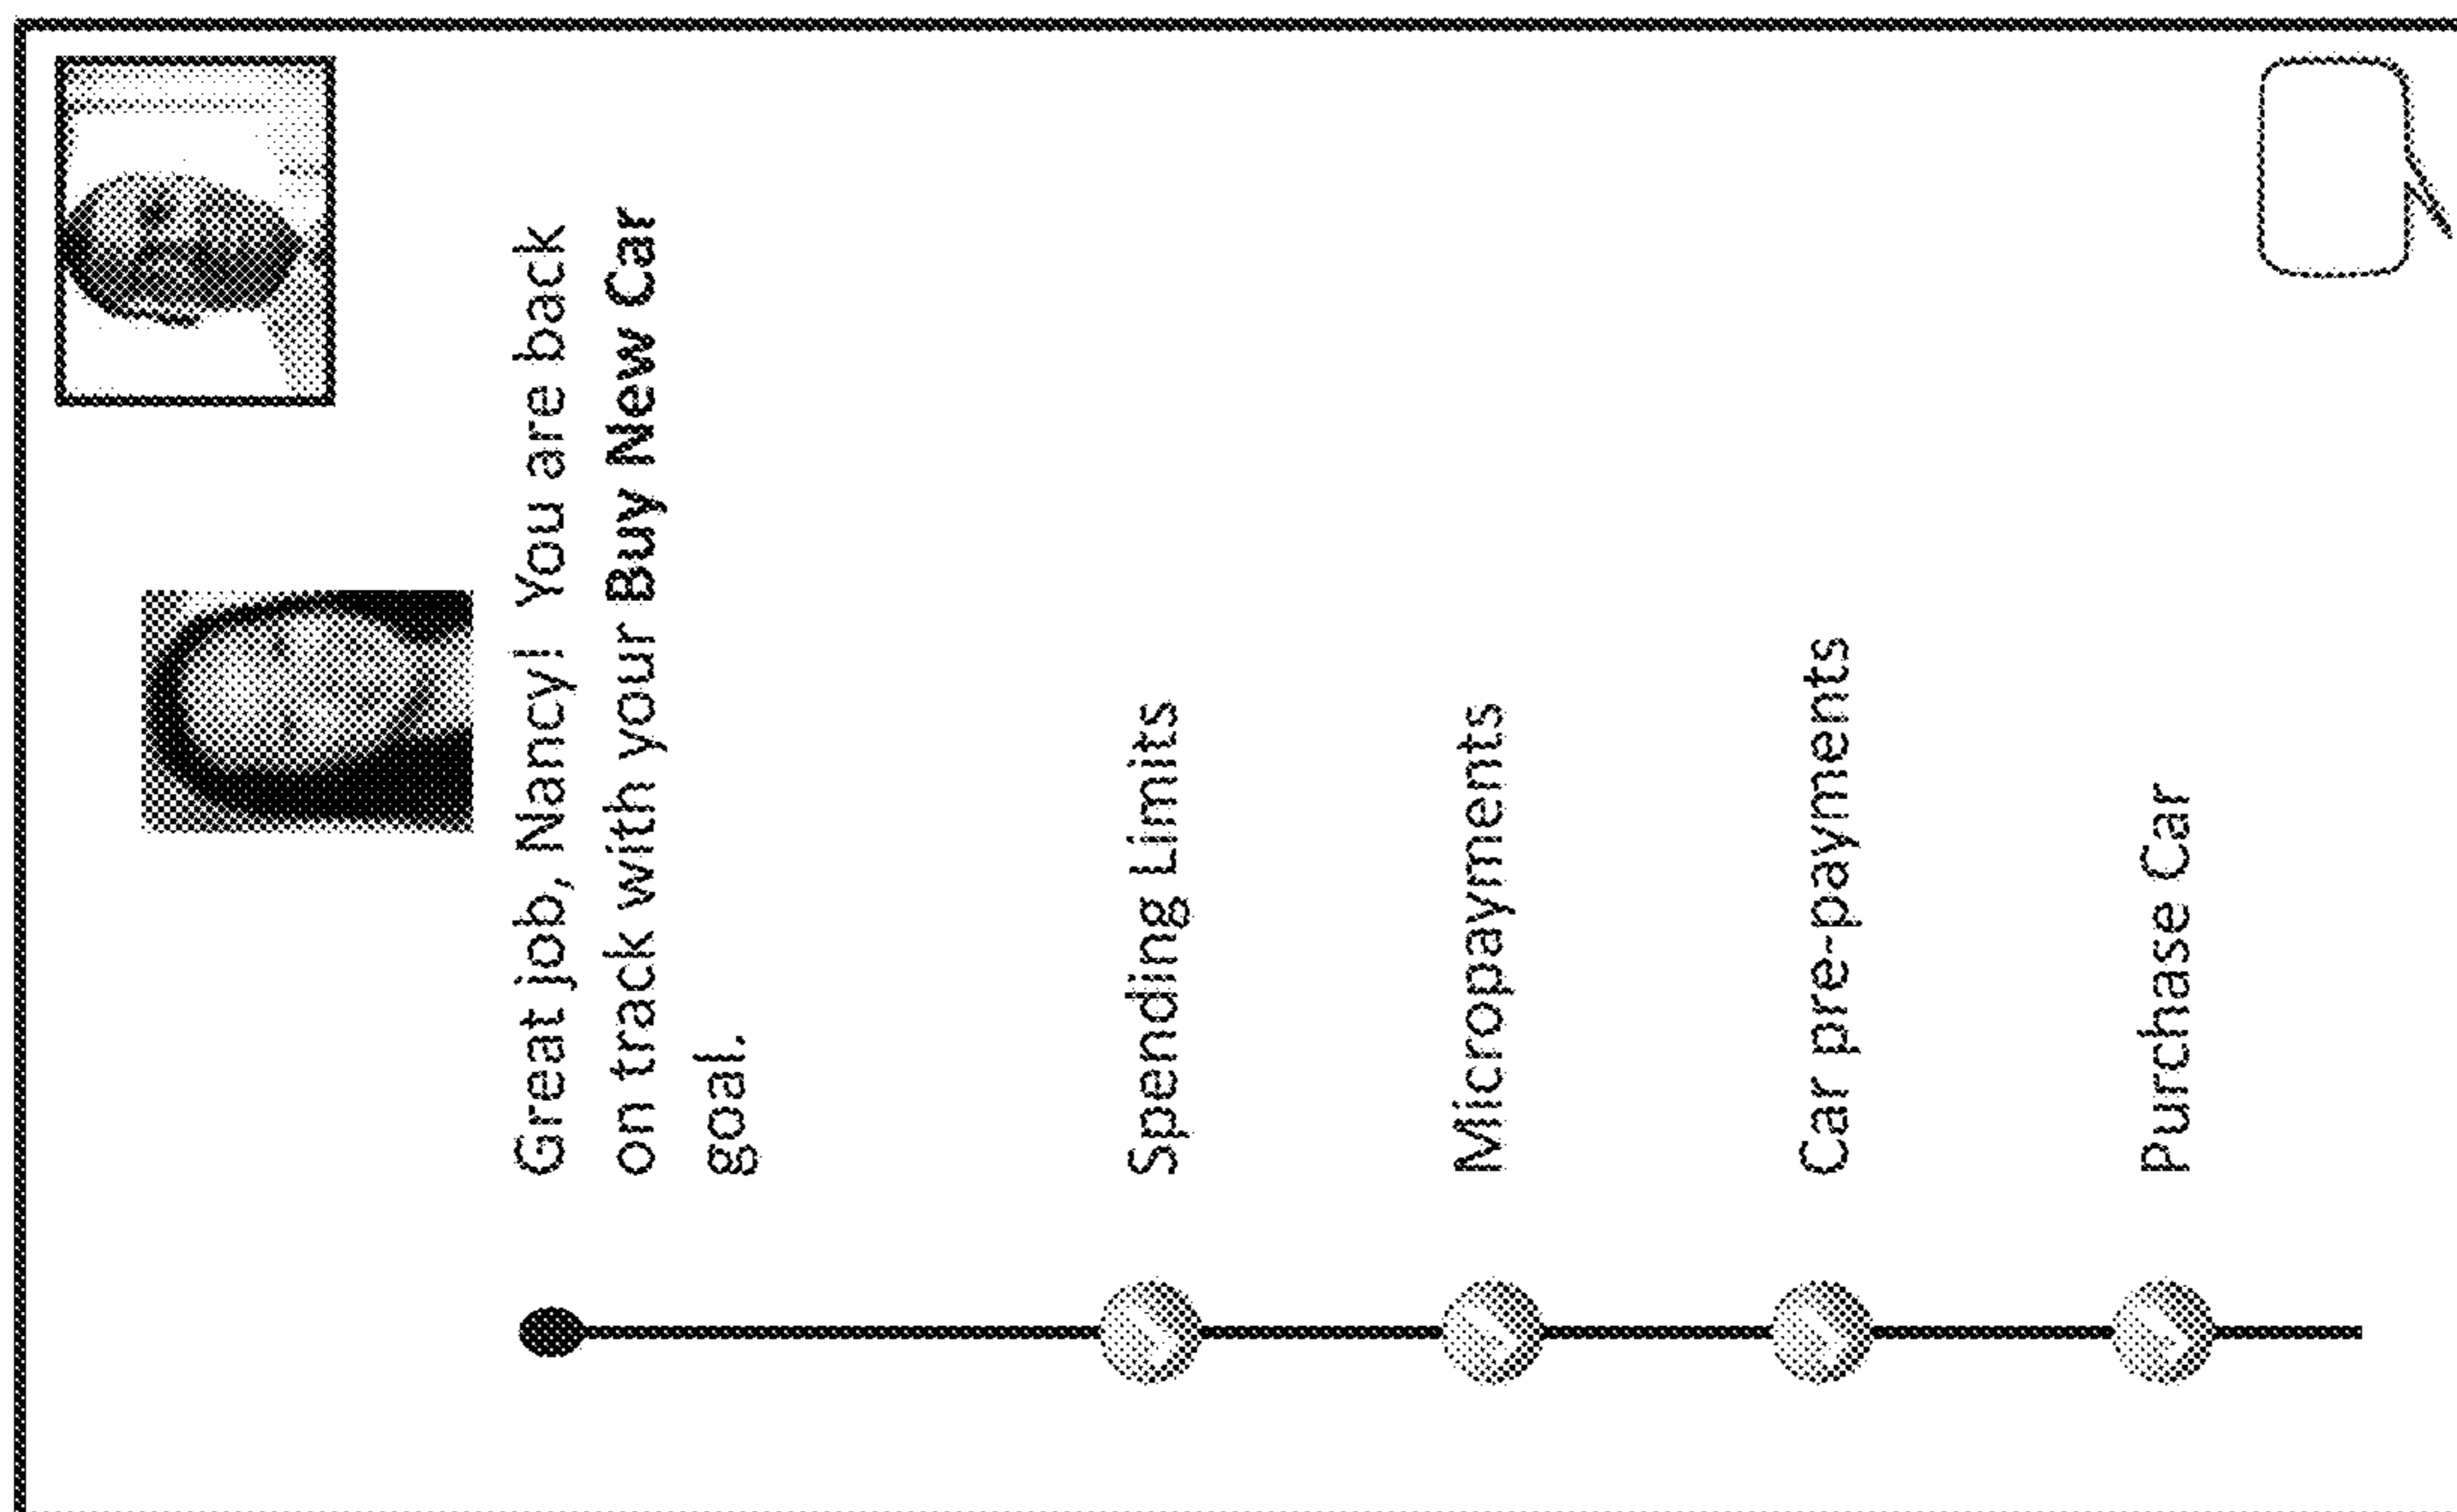 Great job, Nancy! You are back
on track with your Buy New Car
goal.
Spending Limits
Micropayments
Car pre-payments
Purchase Car